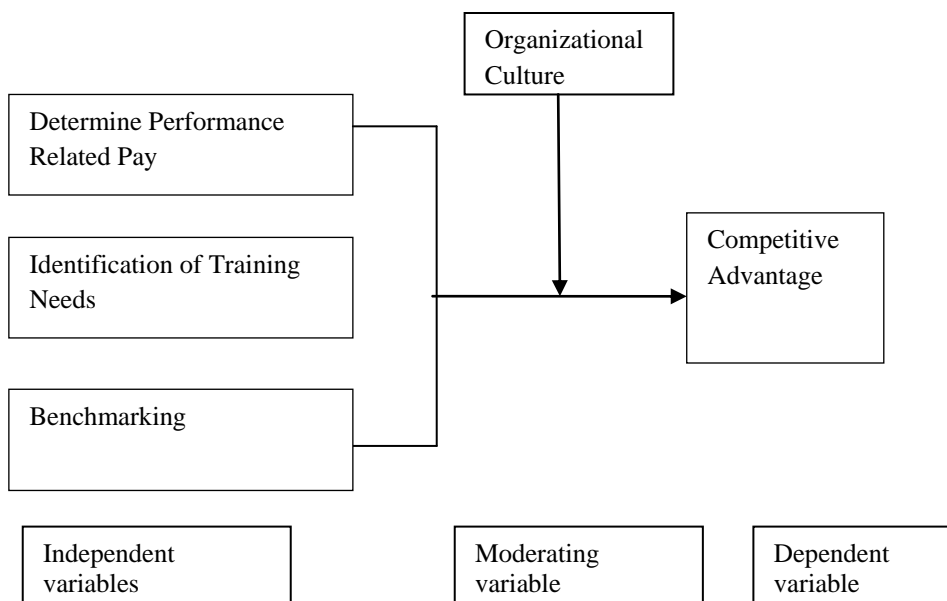 Organizational
Culture
Determine Performance
Related Pay
Identification of Training
Needs
Competitive
Advantage
Benchmarking
Independent
variables
Moderating
variable
Dependent
variable